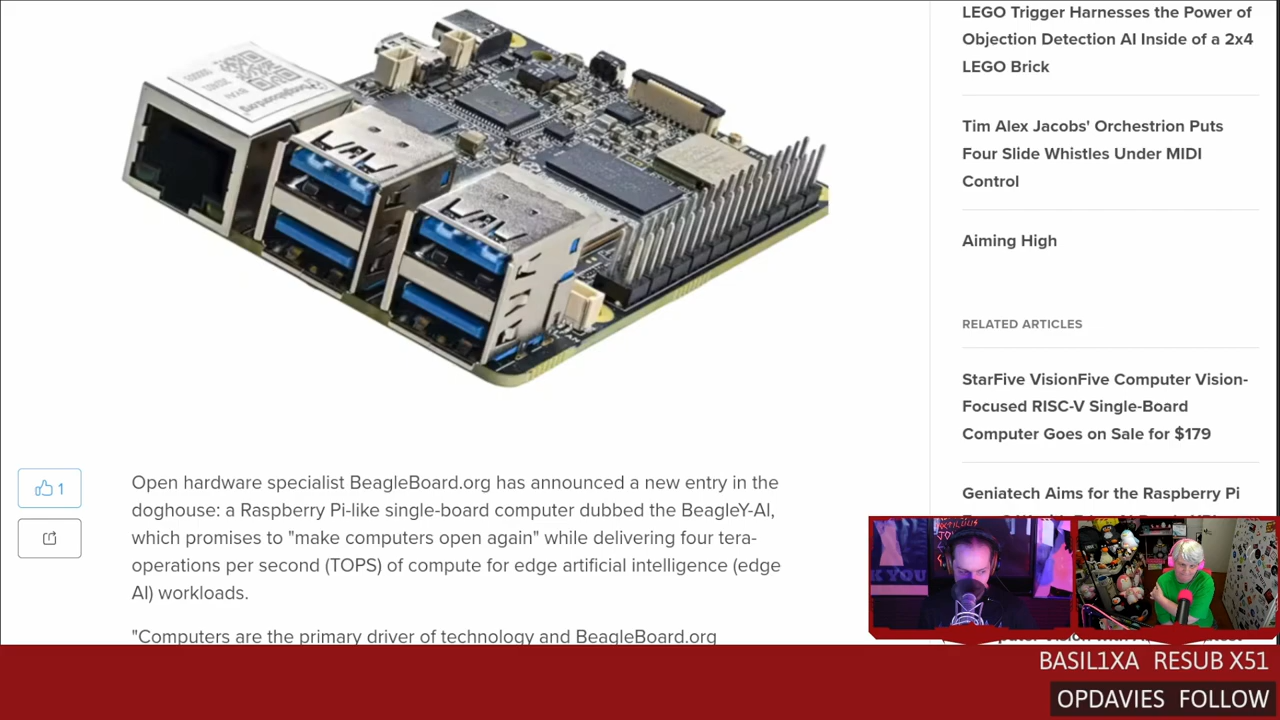 LEGO Trigger Harnesses the Power of
Objection Detection AI Inside of a 2x4
LEGO Brick
Tim Alex Jacobs' Orchestrion Puts
Four Slide Whistles Under MIDI
Control
Aiming High
RELATED ARTICLES
StarFive VisionFive Computer Vision-
Focused RISC-V Single-Board
Computer Goes on Sale for $179
Geniatech Aims for the Raspberry Pi
1
Open hardware specialist BeagleBoard.org has announced a new entry in the
doghouse: a Raspberry Pi-like single-board computer dubbed the BeagleY-AI,
which promises to "make computers open again" while delivering four tera-
operations per second (TOPS) of compute for edge artificial intelligence (edge
AI) workloads.
"Computers are the primary driver of technology and BeagleBoard.org
K YOU
BASIL1XA RESUB X51
OPDAVIES FOLLOW